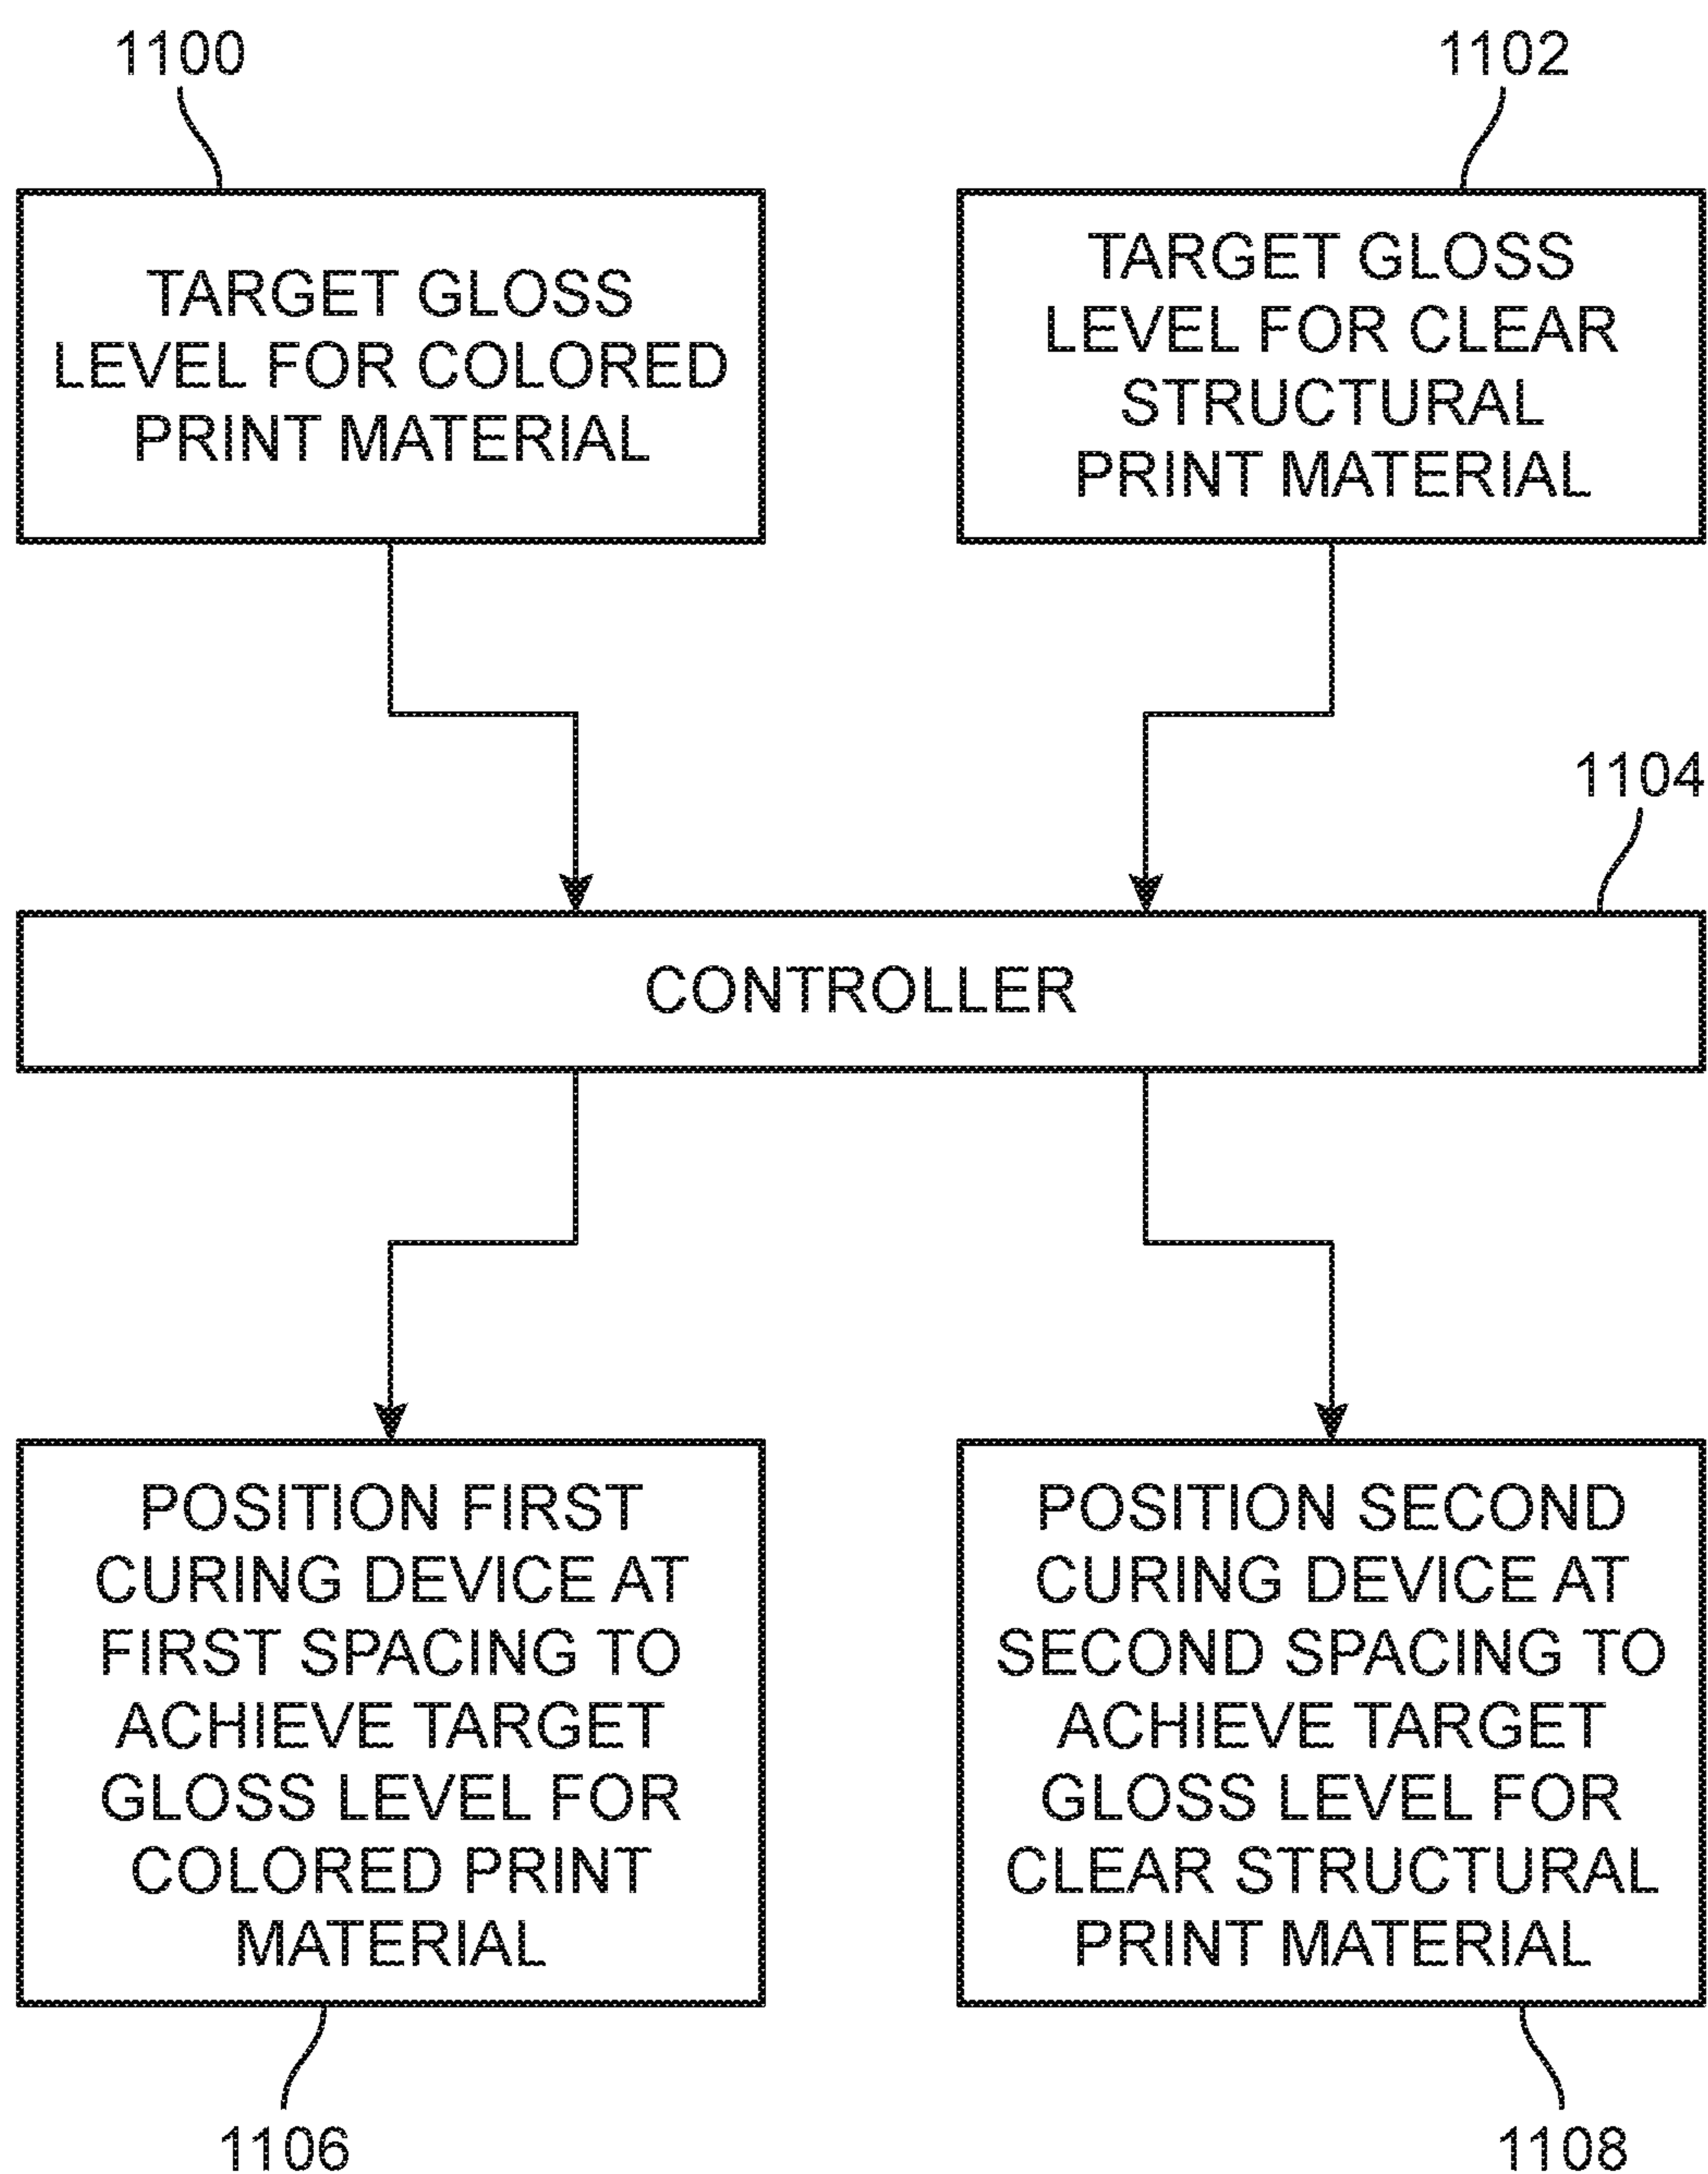 1100
1102
TARGET GLOSS
LEVEL FOR COLORED
PRINT MATERIAL
TARGET GLOSS
LEVEL FOR CLEAR
STRUCTURAL
PRINT MATERIAL
1104
CONTROLLER
POSITION FIRST
CURING DEVICE AT
FIRST SPACING TO
ACHIEVE TARGET
GLOSS LEVEL FOR
COLORED PRINT
MATERIAL
POSITION SECOND
CURING DEVICE AT
SECOND SPACING TO
ACHIEVE TARGET
GLOSS LEVEL FOR
CLEAR STRUCTURAL
PRINT MATERIAL
1106
1108